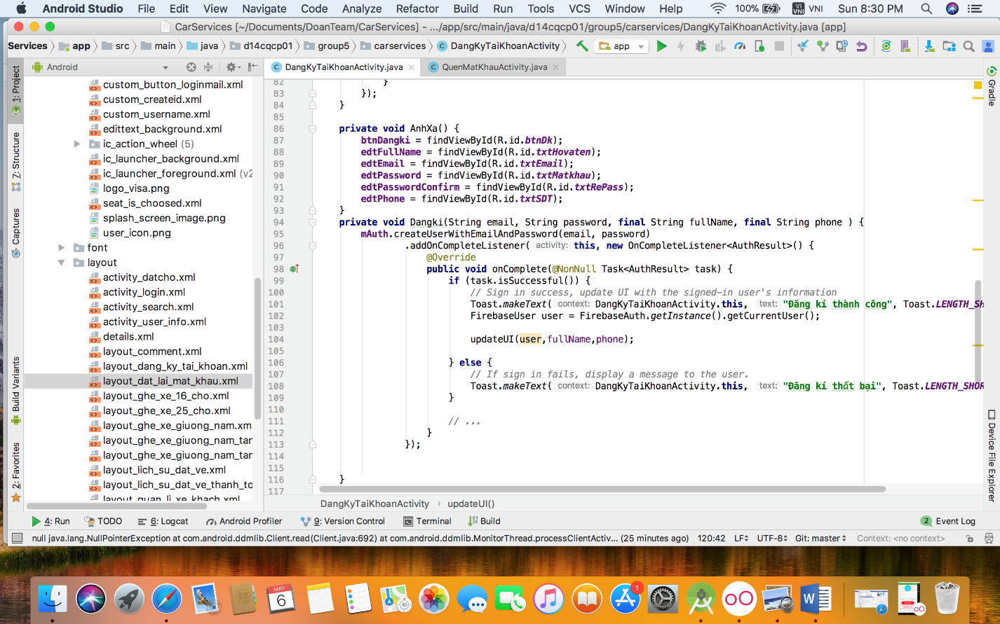 Android Studio File Edit View Navigate Code Analyze Refactor Build Run Tools VCS Window Help 100% VI VNI VNI Sun 8:30 PM
CarServices [~/Documents/DoanTeam/CarServices] - .../app/src/main/java/d14cqcp01/group5/carservices/DangKyTaiKhoanActivity.java [app]
Services app src main java d14cqcp01 group5 carservices DangKyTaiKhoanActivity app
Android
DangKyTaiKhoanActivity.java QuenMatKhauActivity.java
1: Project
7: Structure
Captures
Build Variants
2: Favorites
custom_button_loginmail.xml
custom_createid.xml
custom_username.xml
edittext_background.xml
ic_action_wheel (5)
ic_launcher_background.xml
ic_launcher_foreground.xml (v2
logo_visa.png
seat_is_choosed.xml
splash_screen_image.png
user_icon.png
font
layout
activity_datcho.xml
activity_login.xml
activity_search.xml
activity_user_info.xml
details.xml
layout_comment.xml
layout_dang_ky_tai_khoan.xml
layout_dat_lai_mat_khau.xml
layout_ghe_xe_16_cho.xml
layout_ghe_xe_25_cho.xml
layout_ghe_xe_giuong_nam.xm
layout_ghe_xe_giuong_nam_tar
layout_ghe_xe_giuong_nam_tar
layout_lich_su_dat_ve.xml
layout_lich_su_dat_ve_thanh_to
layout_quan_li_xe_khach.xml
82 }
83 });
84 }
85
86 private void AnhXa() {
87 btnDangki = findViewById(R.id.btnDk);
88 edtFullName = findViewById(R.id.txtHovaten);
89 edtEmail = findViewById(R.id.txtEmail);
90 edtPassword = findViewById(R.id.txtMatkhau);
91 edtPasswordConfirm = findViewById(R.id.txtRePass);
92 edtPhone = findViewById(R.id.txtSDT);
93 }
94 private void Dangki(String email, String password, final String fullName, final String phone ) {
95 mAuth.createUserWithEmailAndPassword(email, password)
96 .addOnCompleteListener( activity: this, new OnCompleteListener<AuthResult>() {
97 @Override
98 public void onComplete(@NonNull Task<AuthResult> task) {
99 if (task.isSuccessful()) {
100 // Sign in success, update UI with the signed-in user's information
101 Toast.makeText( context: DangKyTaiKhoanActivity.this, text: "Đăng kí thành công", Toast.LENGTH_SH
102 FirebaseUser user = FirebaseAuth.getInstance().getCurrentUser();
103
104 updateUI(user,fullName,phone);
105
106 } else {
107 // If sign in fails, display a message to the user.
108 Toast.makeText( context: DangKyTaiKhoanActivity.this, text: "Đăng kí thất bại", Toast.LENGTH_SHOR
109 }
110
111 // ...
112 }
113 });
114
115
116 }
117
Gradle
Device File Explorer
DangKyTaiKhoanActivity updateUI()
4: Run TODO 6: Logcat Android Profiler 9: Version Control Terminal Build 2 Event Log
null java.lang.NullPointerException at com.android.ddmlib.Client.read(Client.java:692) at com.android.ddmlib.MonitorThread.processClientActiv... (25 minutes ago) 120:42 LF UTF-8 Git: master Context: <no context>
MAY
6
1
W